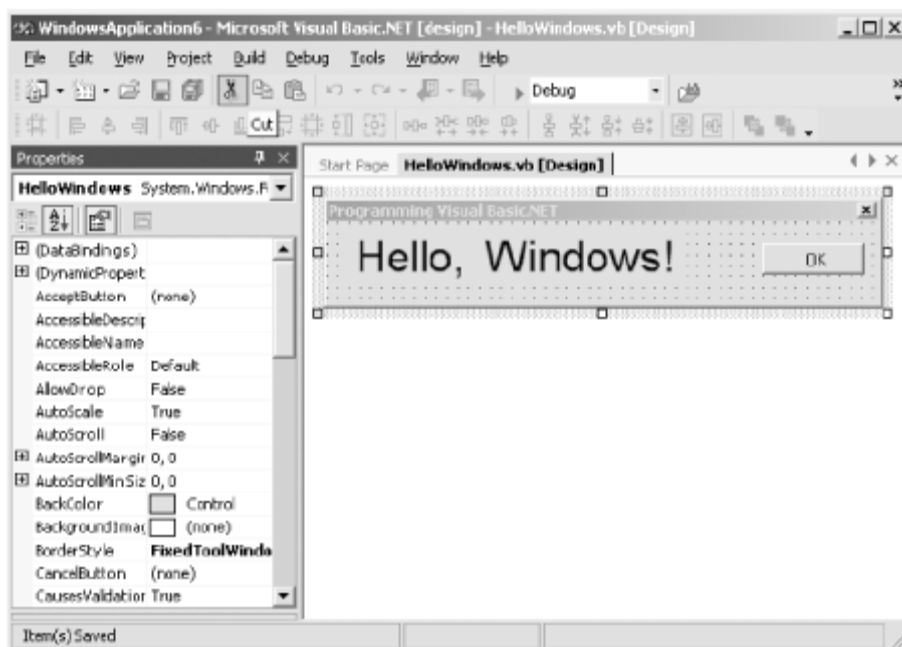 WindowsApplication6 - Microsoft Visual Basic.NET [design] - HelloWindows.vb [Design]
File Edit View Project Build Debug Tools Window Help
Debug
Cut
Properties
HelloWindows System.Windows.F
(DataBindings)
(DynamicPropert
AcceptButton (none)
AccessibleDescrip
AccessibleName
AccessibleRole Default
AllowDrop False
AutoScale True
AutoScroll False
AutoScrollMargin 0, 0
AutoScrollMinSiz 0, 0
BackColor Control
BackgroundImag (none)
BorderStyle FixedToolWindo
CancelButton (none)
CausesValidation True
Start Page HelloWindows.vb [Design]
Programming Visual Basic.NET
Hello, Windows!
OK
Item(s) Saved